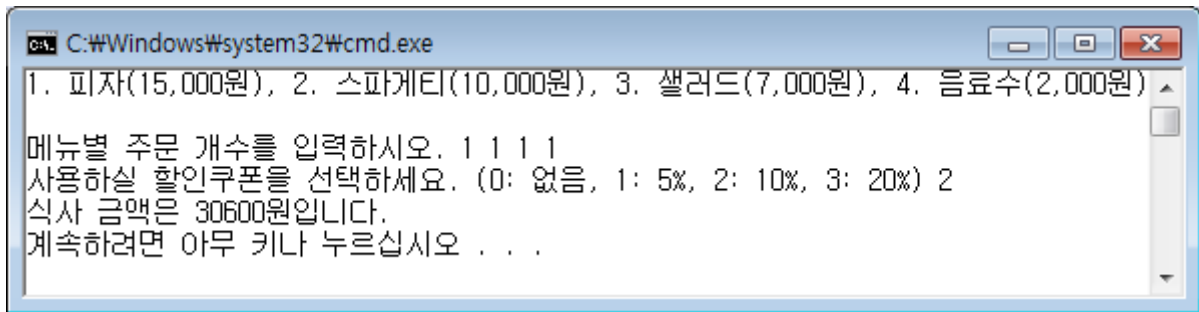 C:₩Windows₩system32₩cmd.exe
1. 피자(15,000원), 2. 스파게티(10,000원), 3. 샐러드(7,000원), 4. 음료수(2,000원)
메뉴별 주문 개수를 입력하시오. 1 1 1 1
사용하실 할인쿠폰을 선택하세요. (0: 없음, 1: 5%, 2: 10%, 3: 20%) 2
식사 금액은 30600원입니다.
계속하려면 아무 키나 누르십시오 . . .